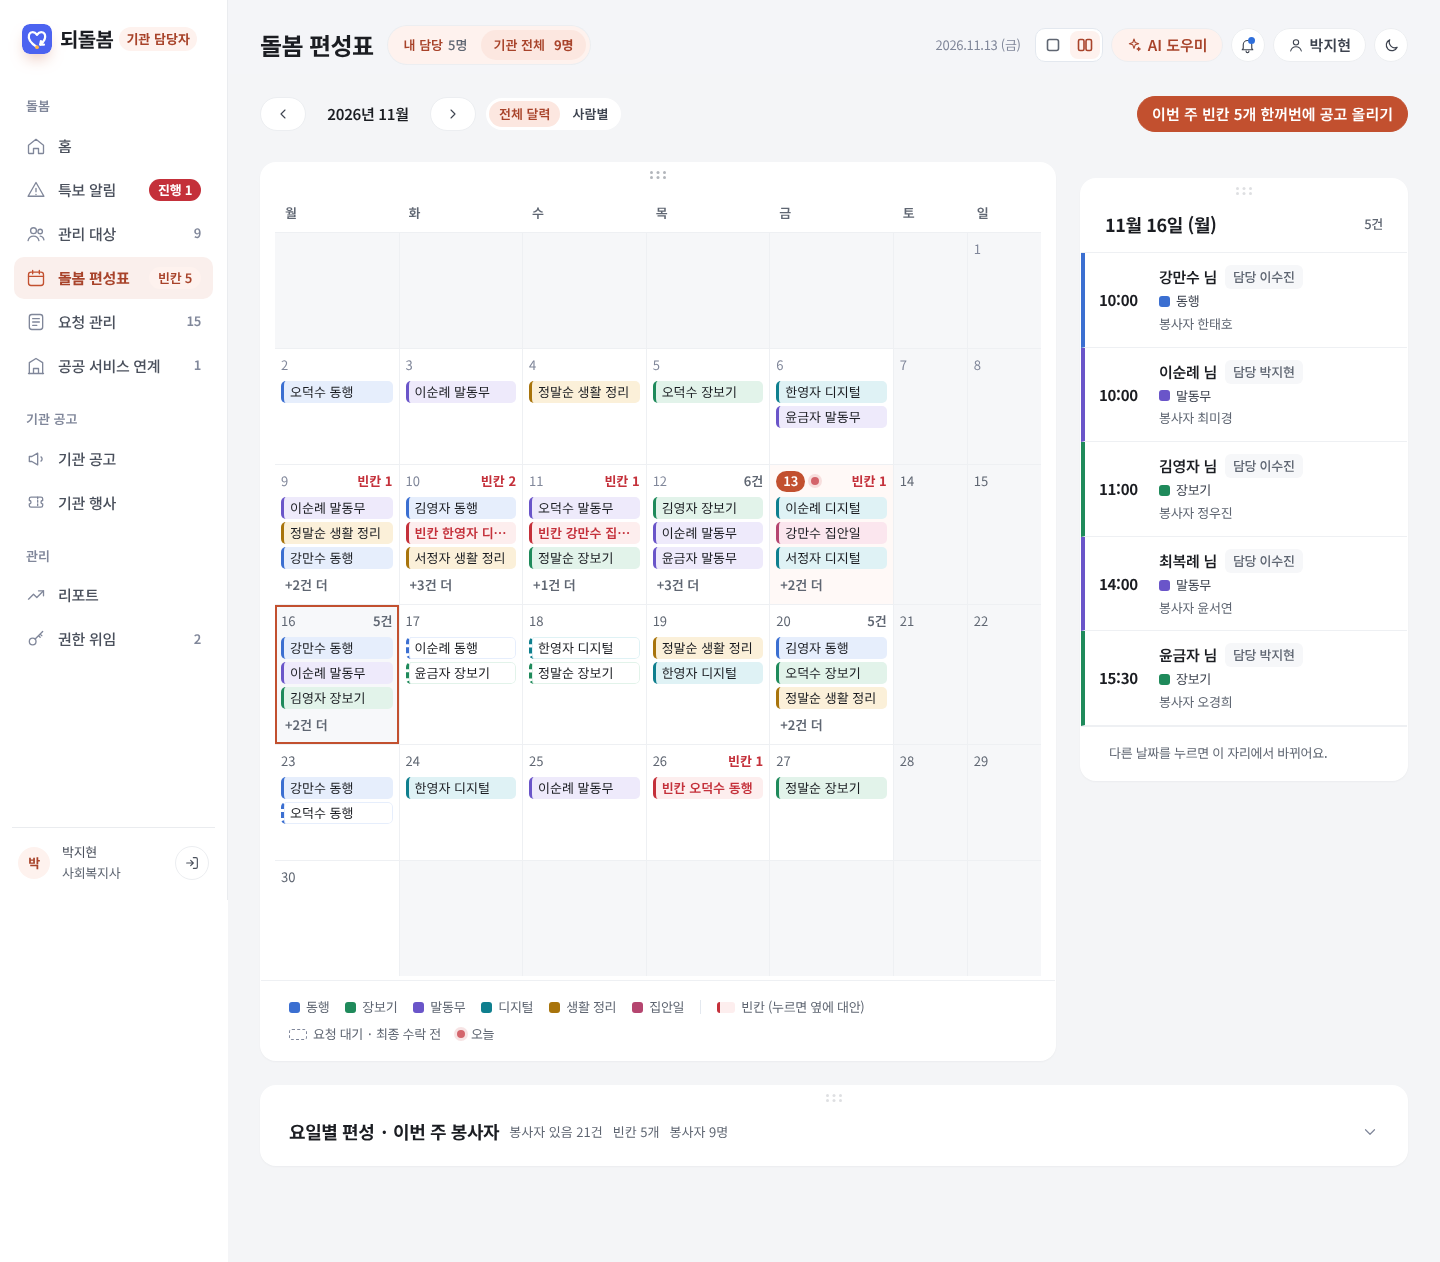 되돌봄 기관 담당자
돌봄
홈
특보 알림 진행 1
관리 대상 9
돌봄 편성표 빈칸 5
요청 관리 15
공공 서비스 연계 1
기관 공고
기관 공고
기관 행사
관리
리포트
권한 위임 2
박 박지현
사회복지사
돌봄 편성표 내 담당 5명 기관 전체 9명 2026.11.13 (금) AI 도우미 박지현
2026년 11월 전체 달력 사람별 이번 주 빈칸 5개 한꺼번에 공고 올리기
월 화 수 목 금 토 일
1
2 3 4 5 6 7 8
오덕수 동행 이순례 말동무 정말순 생활 정리 오덕수 장보기 한영자 디지털
윤금자 말동무
9 빈칸 1 10 빈칸 2 11 빈칸 1 12 6건 13 빈칸 1 14 15
이순례 말동무 김영자 동행 오덕수 말동무 김영자 장보기 이순례 디지털
정말순 생활 정리 빈칸 한영자 디… 빈칸 강만수 집… 이순례 말동무 강만수 집안일
강만수 동행 서정자 생활 정리 정말순 장보기 윤금자 말동무 서정자 디지털
+2건 더 +3건 더 +1건 더 +3건 더 +2건 더
16 5건 17 18 19 20 5건 21 22
강만수 동행 이순례 동행 한영자 디지털 정말순 생활 정리 김영자 동행
이순례 말동무 윤금자 장보기 정말순 장보기 한영자 디지털 오덕수 장보기
김영자 장보기 정말순 생활 정리
+2건 더 +2건 더
23 24 25 26 빈칸 1 27 28 29
강만수 동행 한영자 디지털 이순례 말동무 빈칸 오덕수 동행 정말순 장보기
오덕수 동행
30
동행 장보기 말동무 디지털 생활 정리 집안일 빈칸 (누르면 옆에 대안)
요청 대기 · 최종 수락 전 오늘
11월 16일 (월) 5건
10:00 강만수 님 담당 이수진
동행
봉사자 한태호
10:00 이순례 님 담당 박지현
말동무
봉사자 최미경
11:00 김영자 님 담당 이수진
장보기
봉사자 정우진
14:00 최복례 님 담당 이수진
말동무
봉사자 윤서연
15:30 윤금자 님 담당 박지현
장보기
봉사자 오경희
다른 날짜를 누르면 이 자리에서 바뀌어요.
요일별 편성 · 이번 주 봉사자 봉사자 있음 21건 빈칸 5개 봉사자 9명